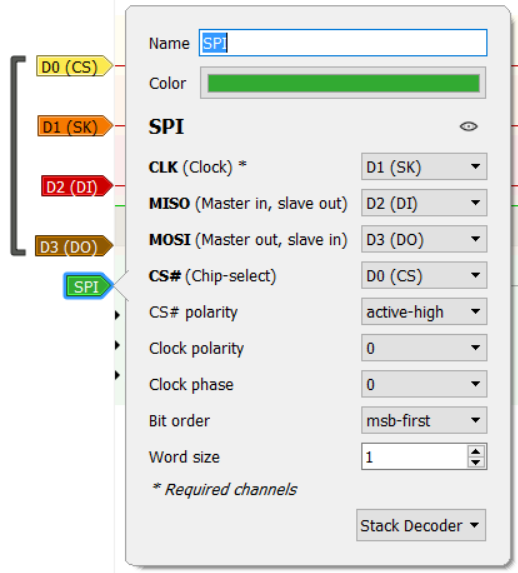 D0 (CS)
D1 (SK)
D2 (DI)
D3 (DO)
SPI
Name SPI
Color
SPI
CLK (Clock) * D1 (SK)
MISO (Master in, slave out) D2 (DI)
MOSI (Master out, slave in) D3 (DO)
CS# (Chip-select) D0 (CS)
CS# polarity active-high
Clock polarity 0
Clock phase 0
Bit order msb-first
Word size 1
* Required channels
Stack Decoder